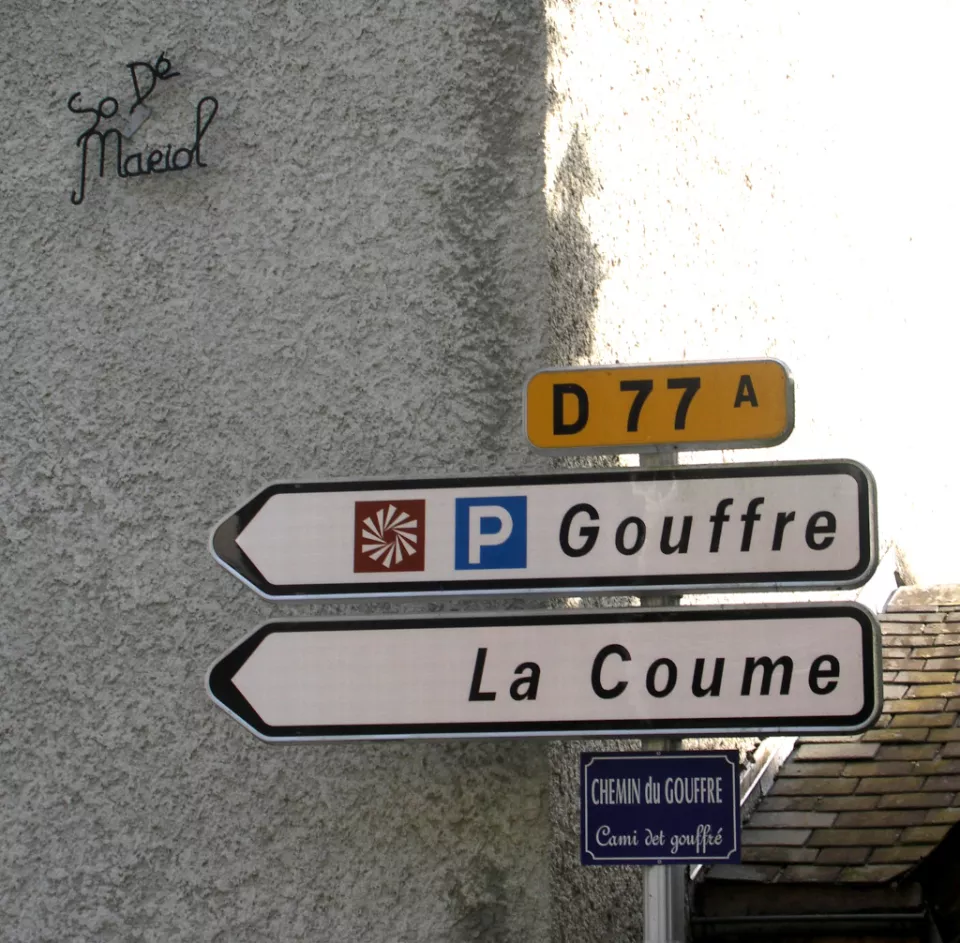 So Dé
Mariol
D 77 A
P Gouffre
La Coume
CHEMIN du GOUFFRE
Cami det gouffré